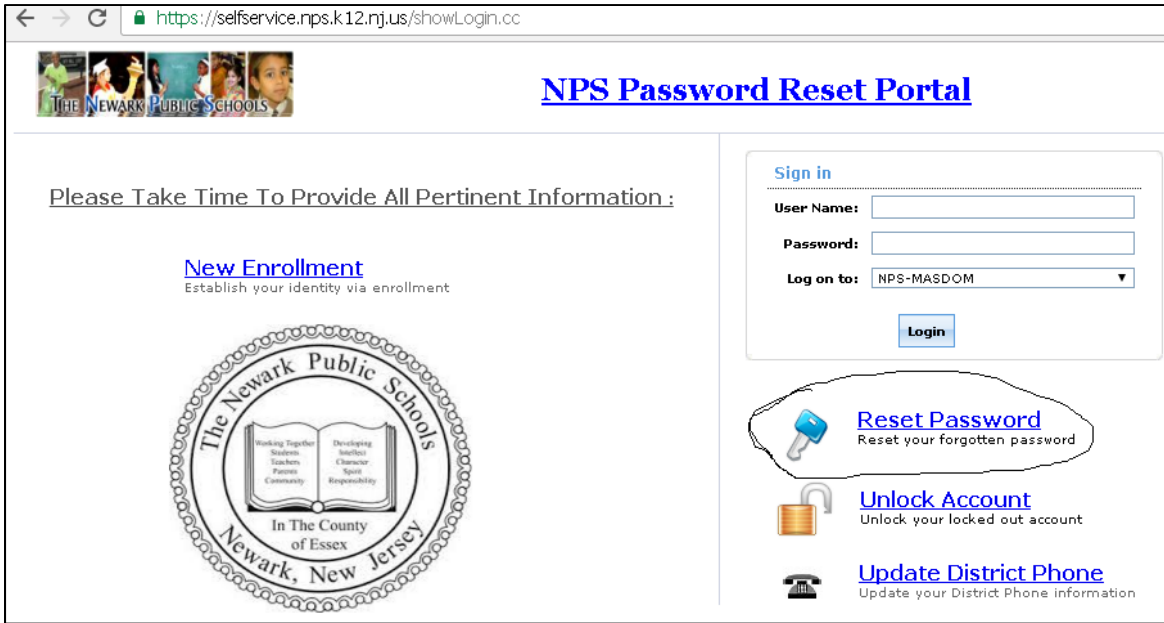 https://selfservice.nps.k12.nj.us/showLogin.cc
THE NEWARK PUBLIC SCHOOLS
NPS Password Reset Portal
Please Take Time To Provide All Pertinent Information :
New Enrollment
Establish your identity via enrollment
The Newark Public Schools
Working Together
Students
Teachers
Parents
Community
Developing
Intellect
Character
Spirit
Responsibility
In The County
of Essex
Newark, New Jersey
Sign in
User Name:
Password:
Log on to: NPS-MASDOM
Login
Reset Password
Reset your forgotten password
Unlock Account
Unlock your locked out account
Update District Phone
Update your District Phone information